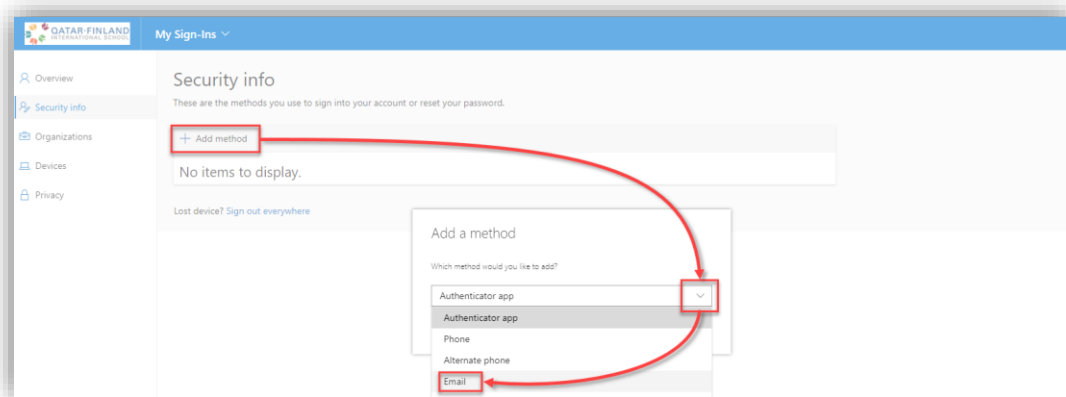 QATAR-FINLAND
INTERNATIONAL SCHOOL
My Sign-Ins
Overview
Security info
Organizations
Devices
Privacy
Security info
These are the methods you use to sign into your account or reset your password.
+ Add method
No items to display.
Lost device? Sign out everywhere
Add a method
Which method would you like to add?
Authenticator app
Authenticator app
Phone
Alternate phone
Email